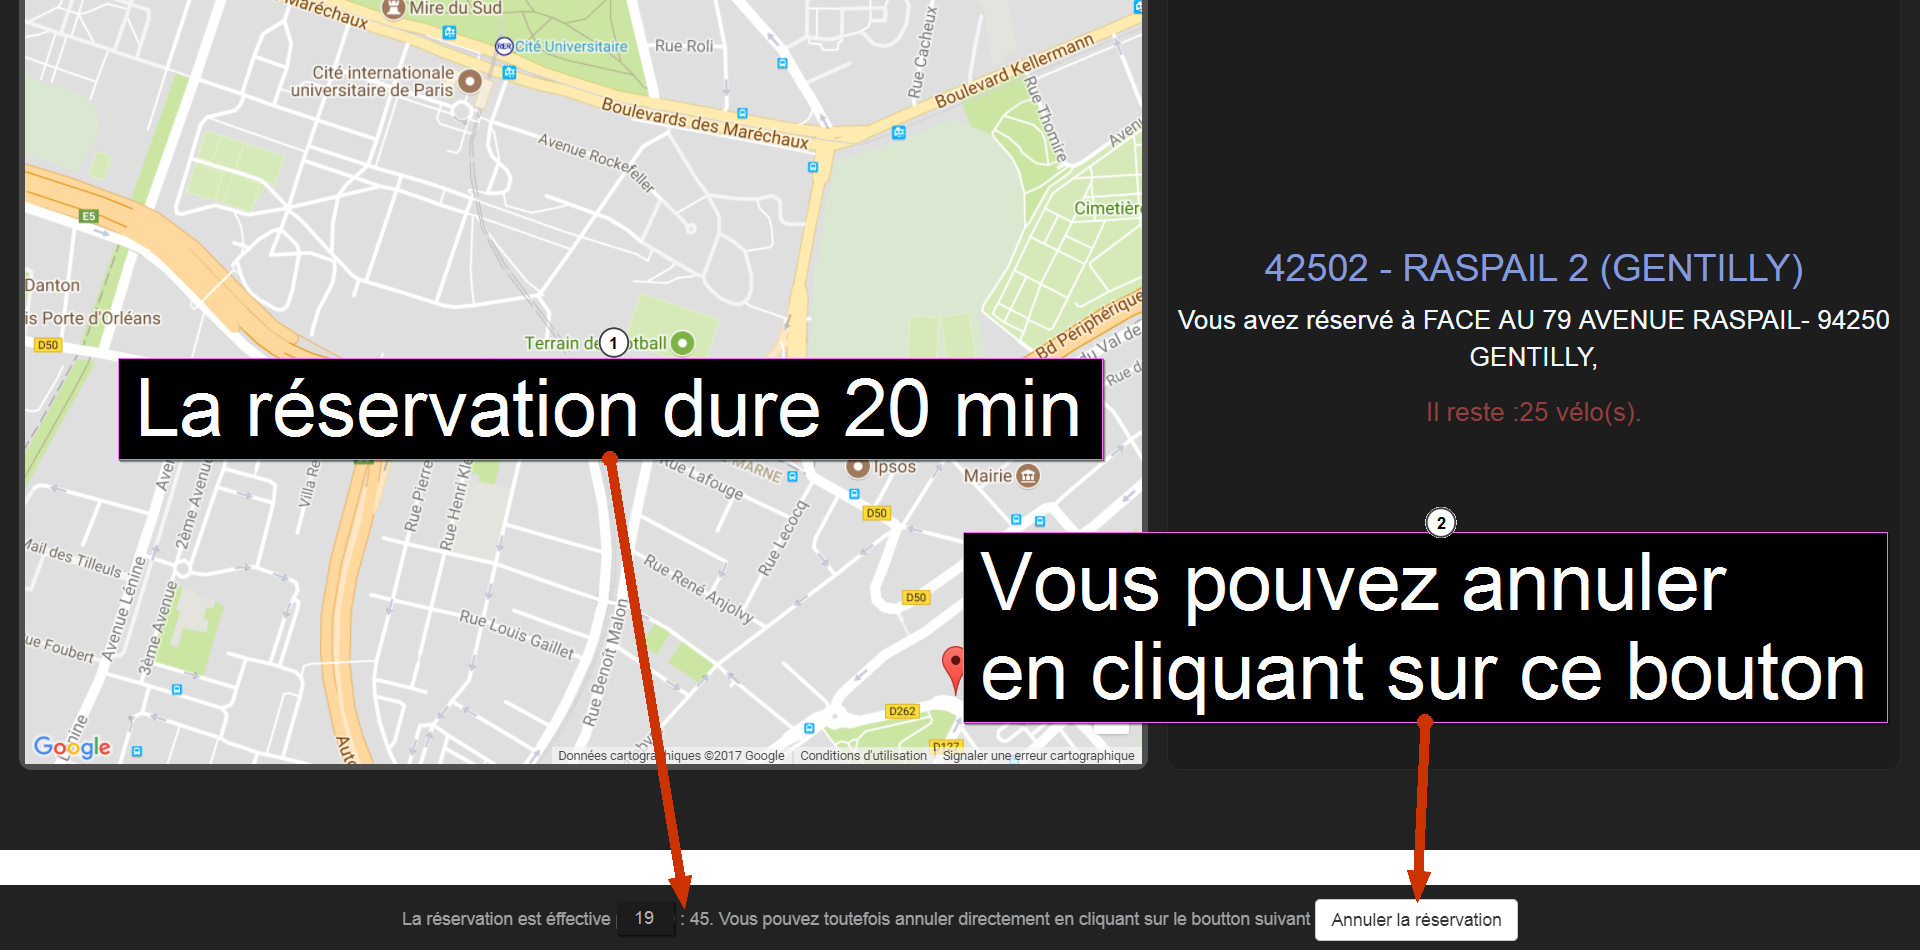 Maréchaux
Mire du Sud
Cité Universitaire
RER
Rue Roli
Rue Cacheux
Boulevard Kellermann
Cité internationale
universitaire de Paris
Boulevards des Maréchaux
Rue Thomire
Avenue Rockefeller
Cimetière
E5
Danton
is Porte d'Orléans
D50
Bd Périphérique
du Val de
Rue d
Terrain de
tball
1
La réservation dure 20 min
Rue Pierre
Rue Henri Kle
Villa Re
2ème Avenue
Rue Lafouge
MARNE
Ipsos
Mairie
D50
Rue Lecocq
Mail des Tilleuls
Avenue Lénine
3ème Avenue
ue Foubert
Rue René Anjolvy
Rue Louis Gaillet
Rue Benoît Malon
D50
D262
D127
Auto
Google
Données cartographiques ©2017 Google
Conditions d'utilisation
Signaler une erreur cartographique
42502 - RASPAIL 2 (GENTILLY)
Vous avez réservé à FACE AU 79 AVENUE RASPAIL- 94250
GENTILLY,
Il reste :25 vélo(s).
2
Vous pouvez annuler
en cliquant sur ce bouton
La réservation est éffective 19 : 45. Vous pouvez toutefois annuler directement en cliquant sur le boutton suivant Annuler la réservation